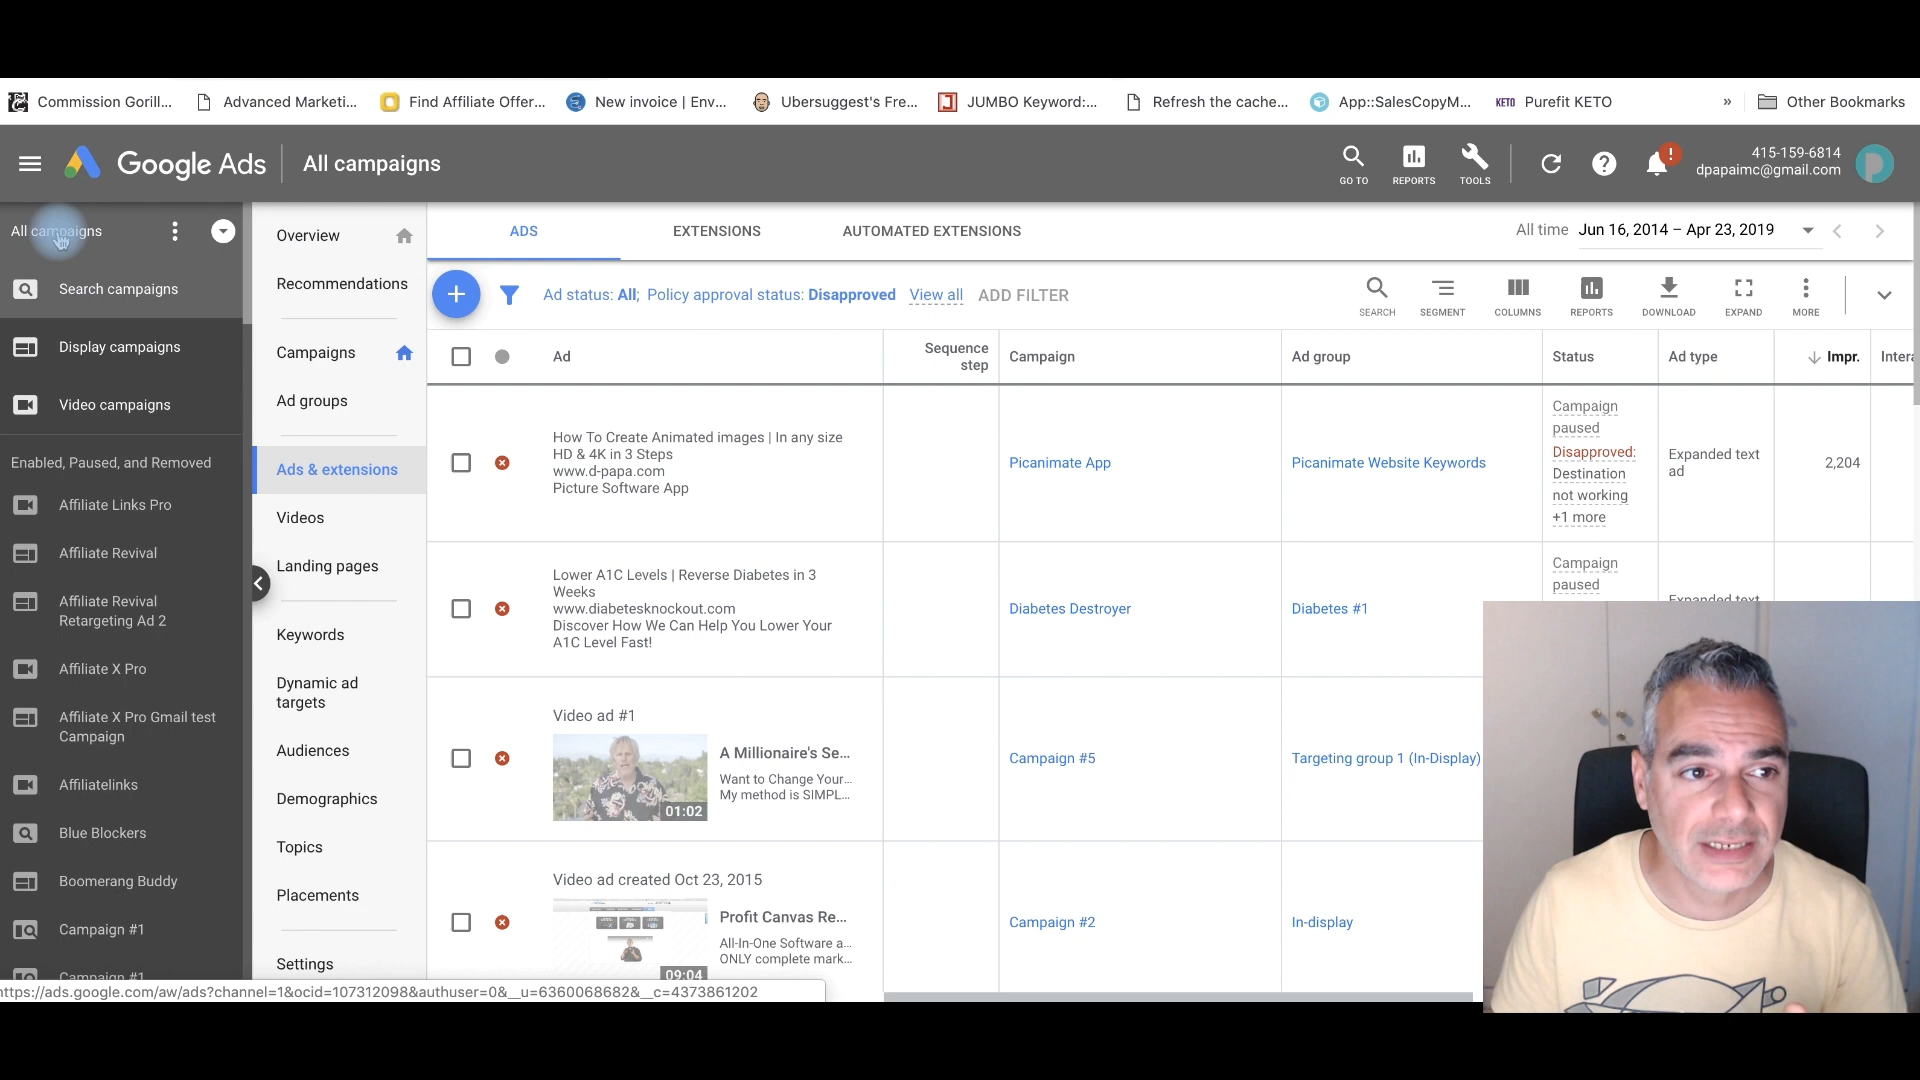 Commission Gorill...
Advanced Marketi...
Find Affiliate Offer...
New invoice | Env...
Ubersuggest's Fre...
JUMBO Keyword:...
Refresh the cache...
App::SalesCopyM...
KETO Purefit KETO
»
Other Bookmarks
Google Ads
All campaigns
GO TO
REPORTS
TOOLS
!
415-159-6814
dpapaimc@gmail.com
All campaigns
Search campaigns
Display campaigns
Video campaigns
Enabled, Paused, and Removed
Affiliate Links Pro
Affiliate Revival
Affiliate Revival
Retargeting Ad 2
Affiliate X Pro
Affiliate X Pro Gmail test
Campaign
Affiliatelinks
Blue Blockers
Boomerang Buddy
Campaign #1
Campaign #1
Overview
Recommendations
Campaigns
Ad groups
Ads & extensions
Videos
Landing pages
Keywords
Dynamic ad
targets
Audiences
Demographics
Topics
Placements
Settings
ADS
EXTENSIONS
AUTOMATED EXTENSIONS
All time Jun 16, 2014 – Apr 23, 2019
Ad status: All; Policy approval status: Disapproved View all ADD FILTER
SEARCH
SEGMENT
COLUMNS
REPORTS
DOWNLOAD
EXPAND
MORE
Ad
Sequence
step
Campaign
Ad group
Status
Ad type
Impr.
Intera
How To Create Animated images | In any size
HD & 4K in 3 Steps
www.d-papa.com
Picture Software App
Picanimate App
Picanimate Website Keywords
Campaign
paused
Disapproved:
Destination
not working
+1 more
Expanded text
ad
2,204
Lower A1C Levels | Reverse Diabetes in 3
Weeks
www.diabetesknockout.com
Discover How We Can Help You Lower Your
A1C Level Fast!
Diabetes Destroyer
Diabetes #1
Campaign
paused
Expanded text
Video ad #1
01:02
A Millionaire's Se...
Want to Change Your...
My method is SIMPL...
Campaign #5
Targeting group 1 (In-Display)
Video ad created Oct 23, 2015
09:04
Profit Canvas Re...
All-In-One Software a...
ONLY complete mark...
Campaign #2
In-display
https://ads.google.com/aw/ads?channel=1&ocid=107312098&authuser=0&__u=6360068682&__c=4373861202